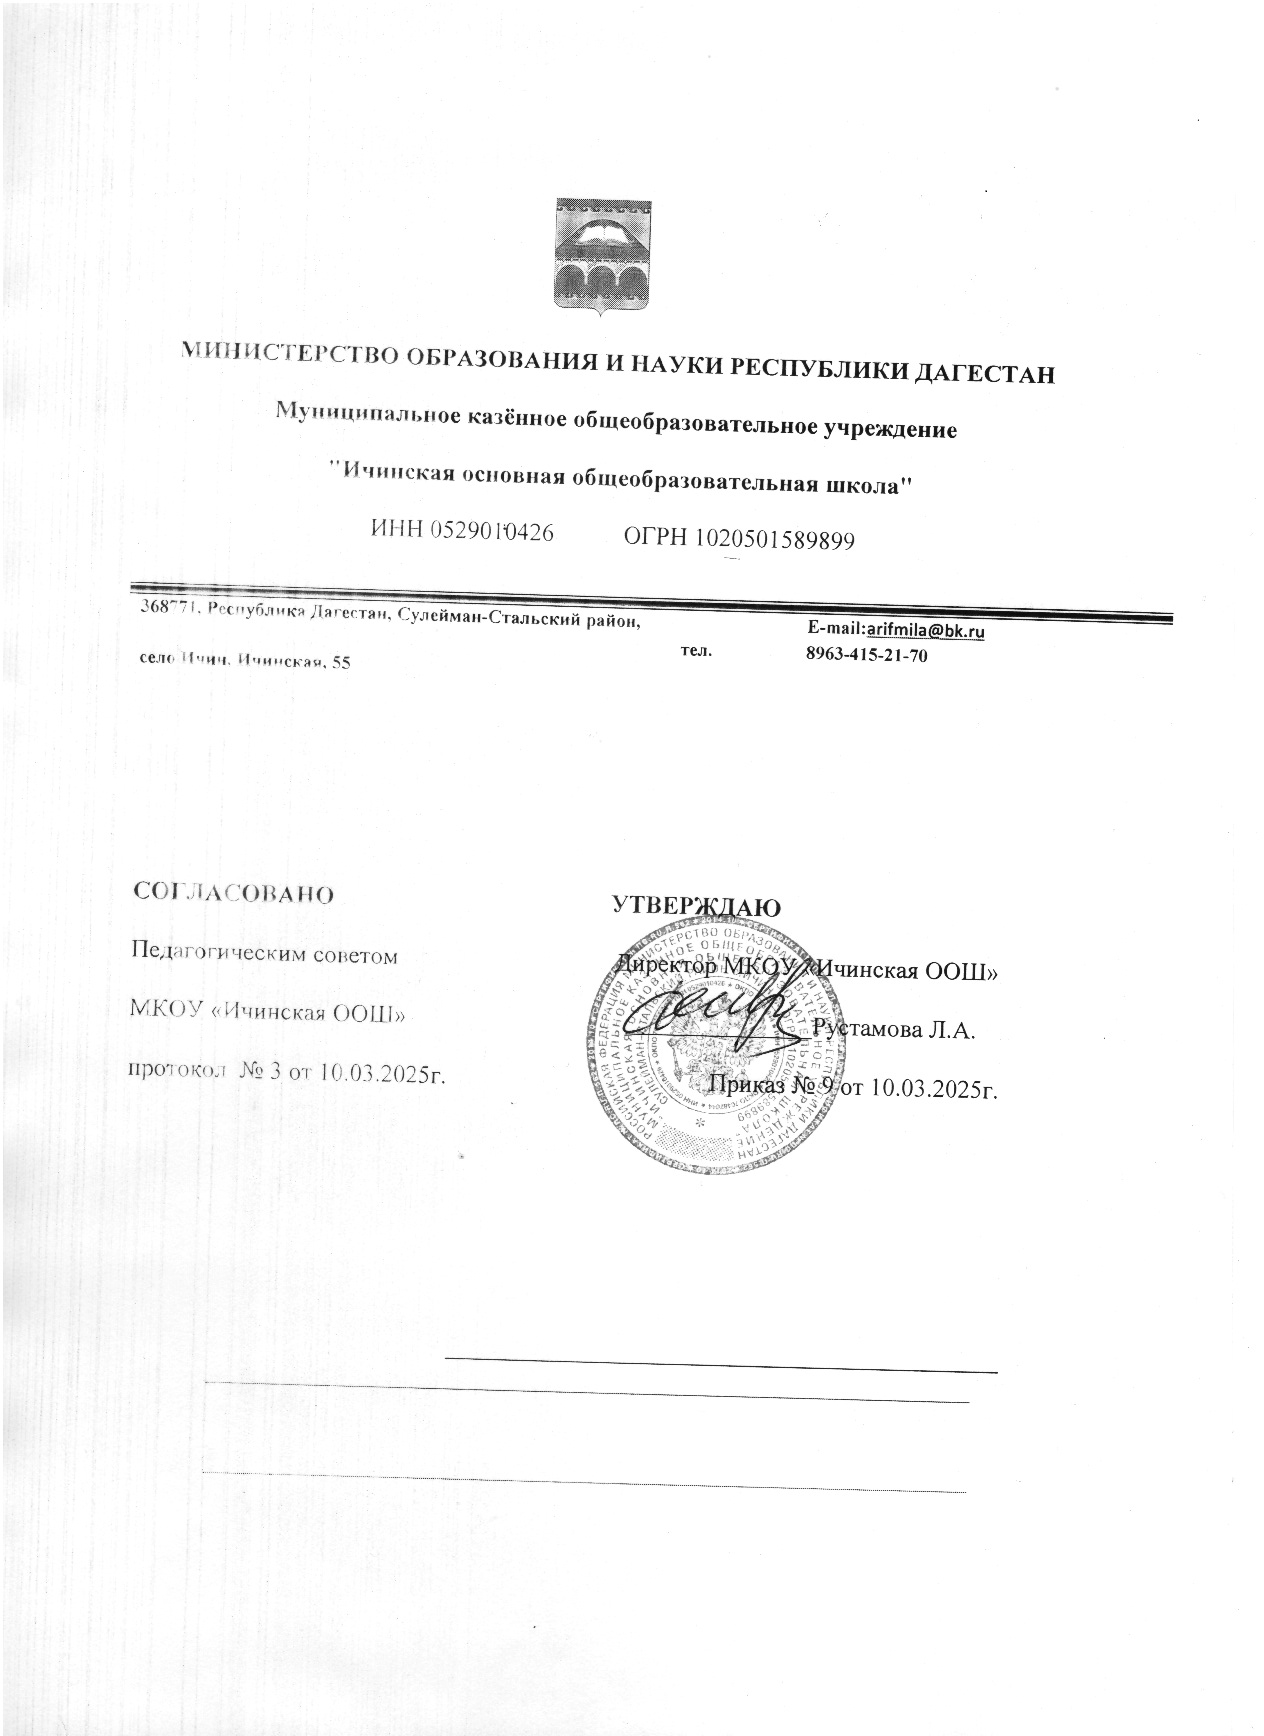 МИНИСТЕРСТВО ОБРАЗОВАНИЯ И НАУКИ РЕСПУБЛИКИ ДАГЕСТАН
Муниципальное казённое общеобразовательное учреждение
"Ичинская основная общеобразовательная школа"
ИНН 0529010426 ОГРН 1020501589899
368771, Республика Дагестан, Сулейман-Стальский район,
E-mail:arifmila@bk.ru
село Ичин, Ичинская, 55
тел. 8963-415-21-70
СОГЛАСОВАНО
Педагогическим советом
МКОУ «Ичинская ООШ»
протокол № 3 от 10.03.2025г.
УТВЕРЖДАЮ
Директор МКОУ «Ичинская ООШ»
Рустамова Л.А.
Приказ № 9 от 10.03.2025г.